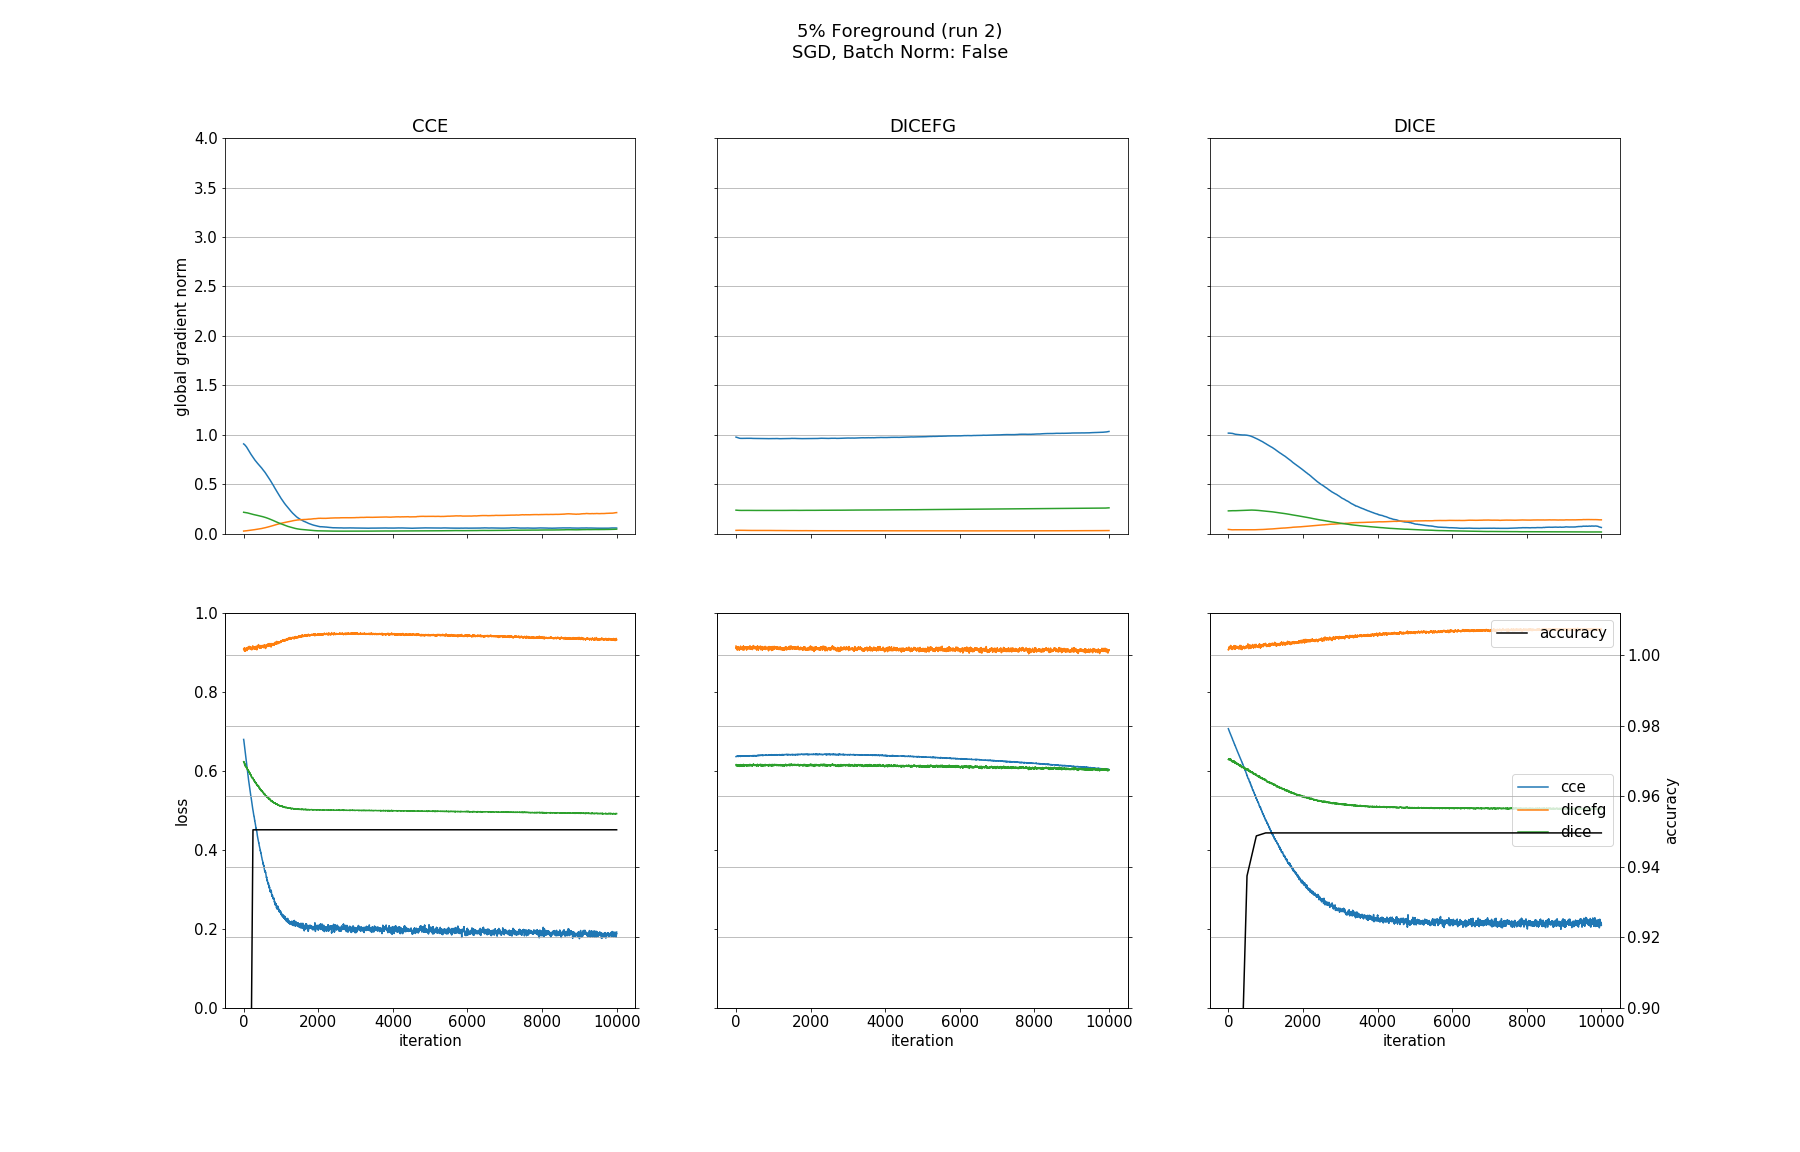 5% Foreground (run 2)
SGD, Batch Norm: False
CCE
DICEFG
DICE
4.0
3.5
3.0
2.5
2.0
1.5
1.0
0.5
0.0
global gradient norm
1.0
0.8
0.6
0.4
0.2
0.0
loss
0 2000 4000 6000 8000 10000
iteration
0 2000 4000 6000 8000 10000
iteration
accuracy
cce
dicefg
dice
1.00
0.98
0.96
0.94
0.92
0.90
accuracy
0 2000 4000 6000 8000 10000
iteration